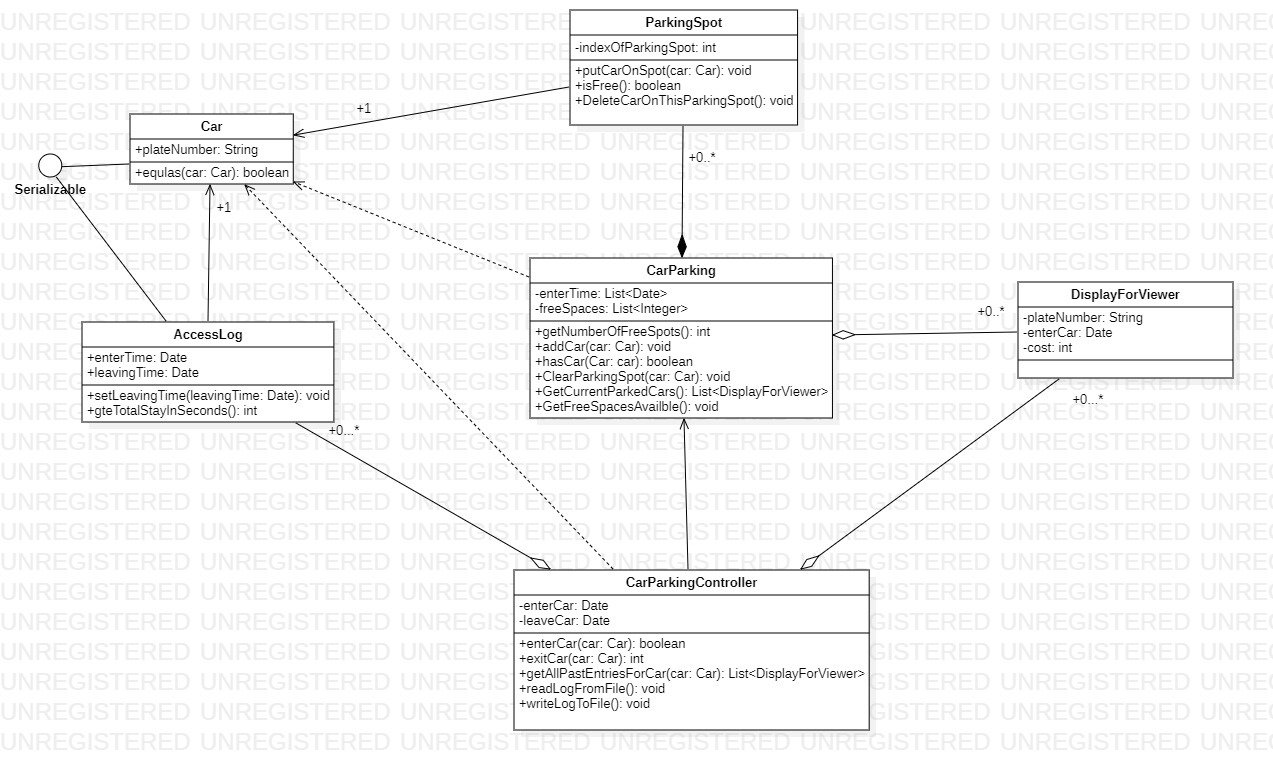 ParkingSpot
-indexOfParkingSpot: int
+putCarOnSpot(car: Car): void
+isFree(): boolean
+DeleteCarOnThisParkingSpot(): void
+1
Car
+plateNumber: String
+equlas(car: Car): boolean
Serializable
+0..*
+1
CarParking
-enterTime: List<Date>
-freeSpaces: List<Integer>
+getNumberOfFreeSpots(): int
+addCar(car: Car): void
+hasCar(Car: car): boolean
+ClearParkingSpot(car: Car): void
+GetCurrentParkedCars(): List<DisplayForViewer>
+GetFreeSpacesAvailble(): void
+0..*
DisplayForViewer
-plateNumber: String
-enterCar: Date
-cost: int
AccessLog
+enterTime: Date
+leavingTime: Date
+setLeavingTime(leavingTime: Date): void
+gteTotalStayInSeconds(): int
+0...*
+0...*
CarParkingController
-enterCar: Date
-leaveCar: Date
+enterCar(car: Car): boolean
+exitCar(car: Car): int
+getAllPastEntriesForCar(car: Car): List<DisplayForViewer>
+readLogFromFile(): void
+writeLogToFile(): void
UNREGISTERED